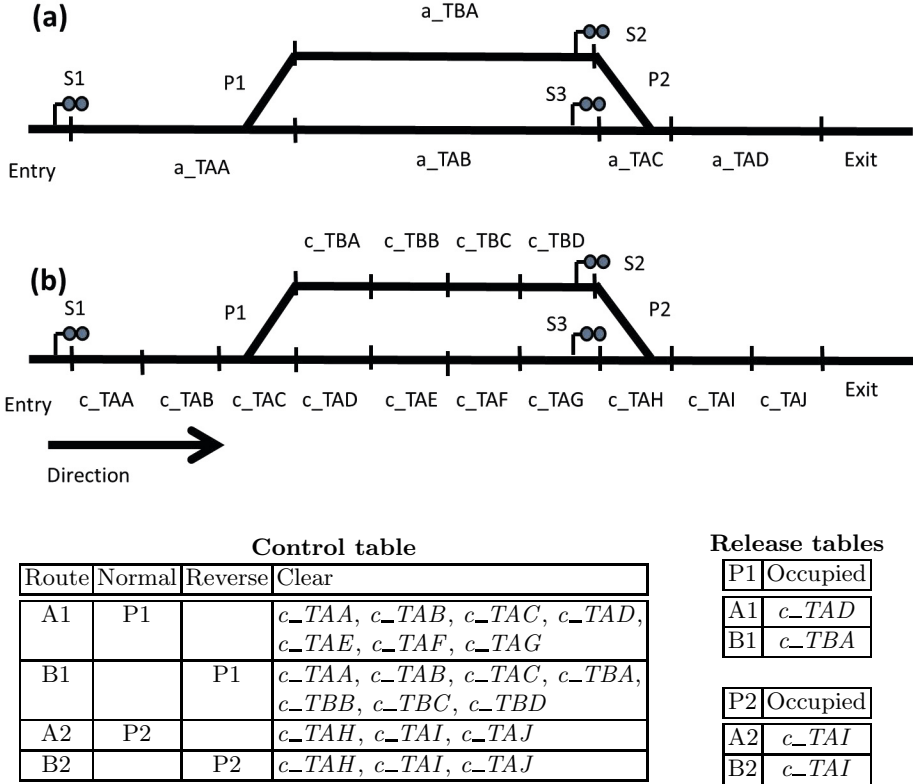 (a)
a_TBA
S2
S1
P1
P2
S3
Entry
a_TAA
a_TAB
a_TAC
a_TAD
Exit
c_TBA c_TBB c_TBC c_TBD
(b)
S2
S1
P1
P2
S3
Entry c_TAA c_TAB c_TAC c_TAD c_TAE c_TAF c_TAG c_TAH c_TAI c_TAJ Exit
Direction
Control table
Route Normal Reverse Clear
A1 P1 c_TAA, c_TAB, c_TAC, c_TAD,
c_TAE, c_TAF, c_TAG
B1 P1 c_TAA, c_TAB, c_TAC, c_TBA,
c_TBB, c_TBC, c_TBD
A2 P2 c_TAH, c_TAI, c_TAJ
B2 P2 c_TAH, c_TAI, c_TAJ
Release tables
P1 Occupied
A1 c_TAD
B1 c_TBA
P2 Occupied
A2 c_TAI
B2 c_TAI